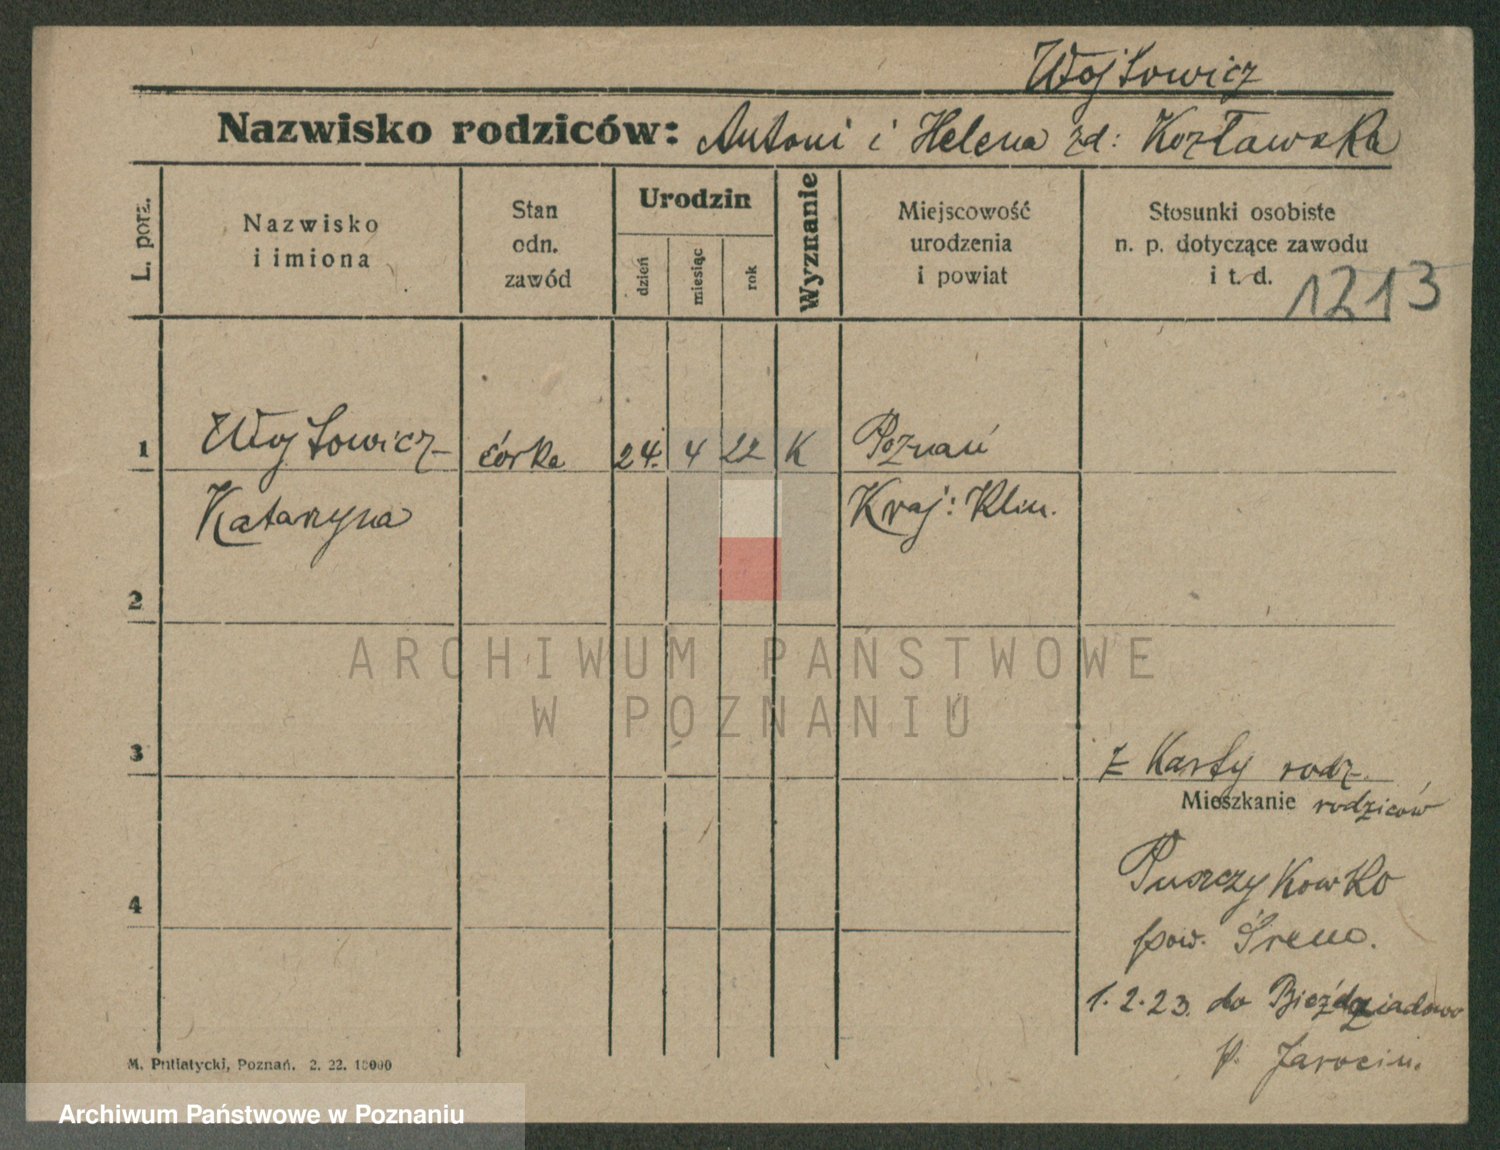 Wojtowicz
Nazwisko rodziców: Antoni i Helena zd: Kozławska
L. porz.
Nazwisko
i imiona
Stan
odn.
zawód
Urodzin
dzień
miesiąc
rok
Wyznanie
Miejscowość
urodzenia
i powiat
Stosunki osobiste
n. p. dotyczące zawodu
i t. d.
1213
1 Wojtowicz córka 24. 4 22 K Poznań
Katarzyna Kraj: Klin.
2
ARCHIWUM PAŃSTWOWE
W POZNANIU
3
z Karty rodz.
Mieszkanie rodziców
4
Puszczykowko
pow. Śrem.
1. 2. 23. do Bieździadowo
p. Jarocin.
M. Putiatycki, Poznań. 2. 22. 10000
Archiwum Państwowe w Poznaniu